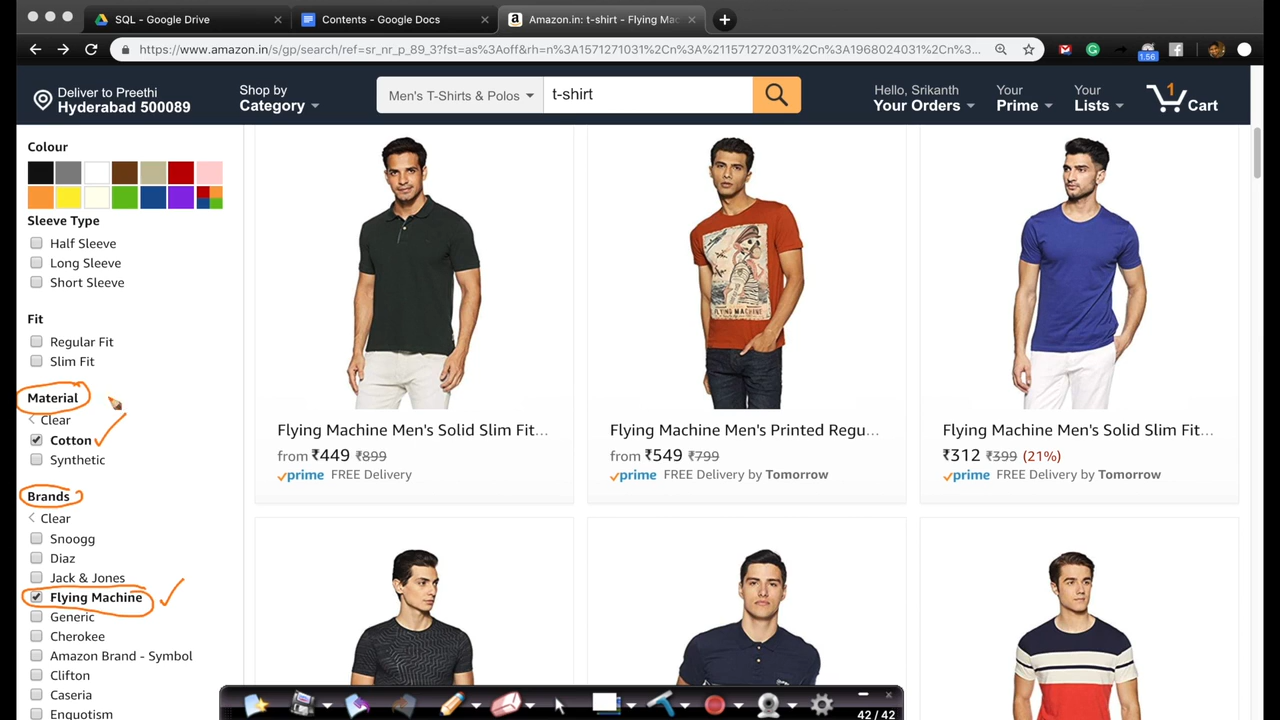 SQL - Google Drive
Contents - Google Docs
Amazon.in: t-shirt - Flying Mac
https://www.amazon.in/s/gp/search/ref=sr_nr_p_89_3?fst=as%3Aoff&rh=n%3A1571271031%2Cn%3A%211571272031%2Cn%3A1968024031%2Cn%3...
1.56
Deliver to Preethi
Hyderabad 500089
Shop by
Category
Men's T-Shirts & Polos
t-shirt
Hello, Srikanth
Your Orders
Your
Prime
Your
Lists
1
Cart
Colour
Sleeve Type
Half Sleeve
Long Sleeve
Short Sleeve
Fit
Regular Fit
Slim Fit
Material
Clear
Cotton
Synthetic
Brands
Clear
Snoogg
Diaz
Jack & Jones
Flying Machine
Generic
Cherokee
Amazon Brand - Symbol
Clifton
Caseria
Enquotism
FLYING MACHINE
Flying Machine Men's Solid Slim Fit...
from ₹449 ₹899
prime FREE Delivery
Flying Machine Men's Printed Regu...
from ₹549 ₹799
prime FREE Delivery by Tomorrow
Flying Machine Men's Solid Slim Fit...
₹312 ₹399 (21%)
prime FREE Delivery by Tomorrow
42 / 42